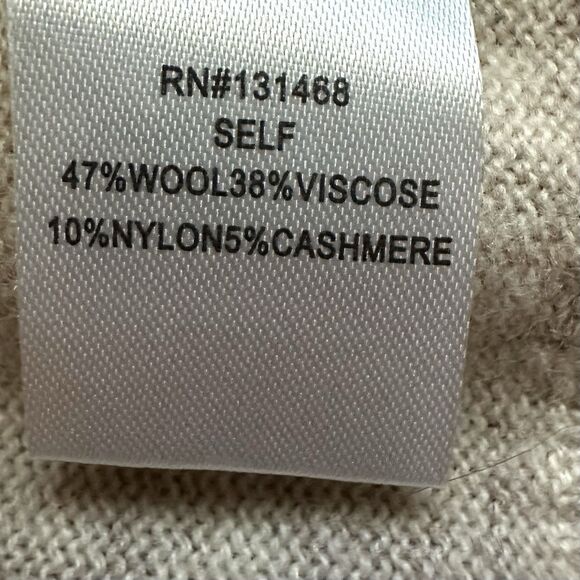 RN#131468
SELF
47%WOOL38%VISCOSE
10%NYLON5%CASHMERE